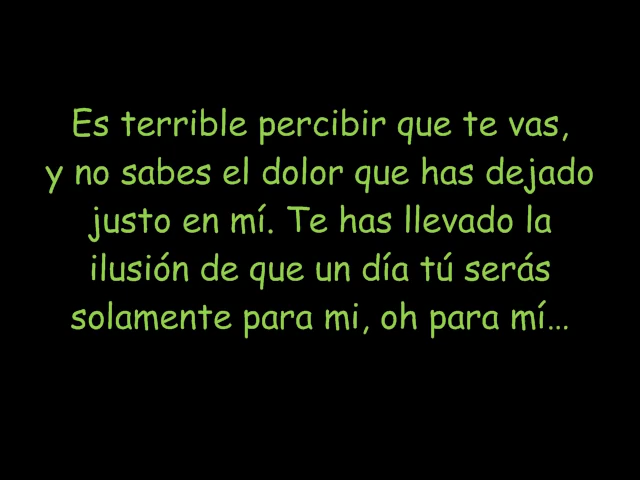 Es terrible percibir que te vas,
y no sabes el dolor que has dejado
justo en mí. Te has llevado la
ilusión de que un día tú serás
solamente para mi, oh para mí...